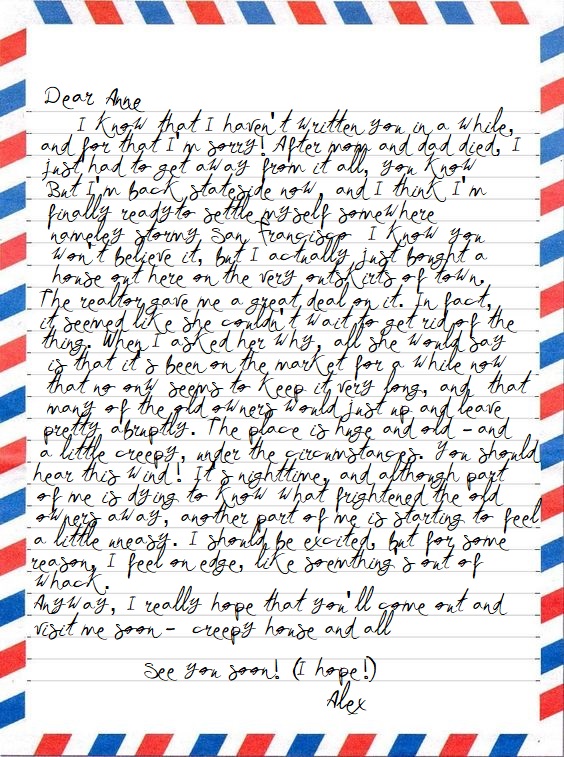 Dear Anne
I know that I haven't written you in a while,
and for that I'm sorry! After mom and dad died, I
just had to get away from it all, you know
But I'm back stateside now, and I think I'm
finally ready to settle myself somewhere
nameley stormy San Francisco I know you
won't believe it, but I actually just bought a
house out here on the very outskirts of town.
The realtor gave me a great deal on it. In fact,
it seemed like she couldn't wait to get rid of the
thing. When I asked her why, all she would say
is that it's been on the market for a while now
that no onw seems to keep it very long, and that
many of the old owners would just up and leave
pretty abruptly. The place is huge and old - and
a little creepy, under the circumstances. You should
hear this wind! It's nighttime, and although part
of me is dying to know what frightened the old
owners away, another part of me is starting to feel
a little uneasy. I should be excited, but for some
reason, I feel on edge, like soemthing's out of
whack.
Anyway, I really hope that you'll come out and
visit me soon - creepy house and all
See you soon! (I hope!)
Alex